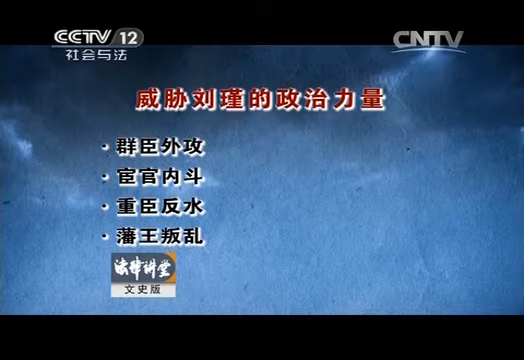 CCTV 12
社会与法
CNTV
威胁刘瑾的政治力量
· 群臣外攻
· 宦官内斗
· 重臣反水
· 藩王叛乱
法律讲堂
文史版